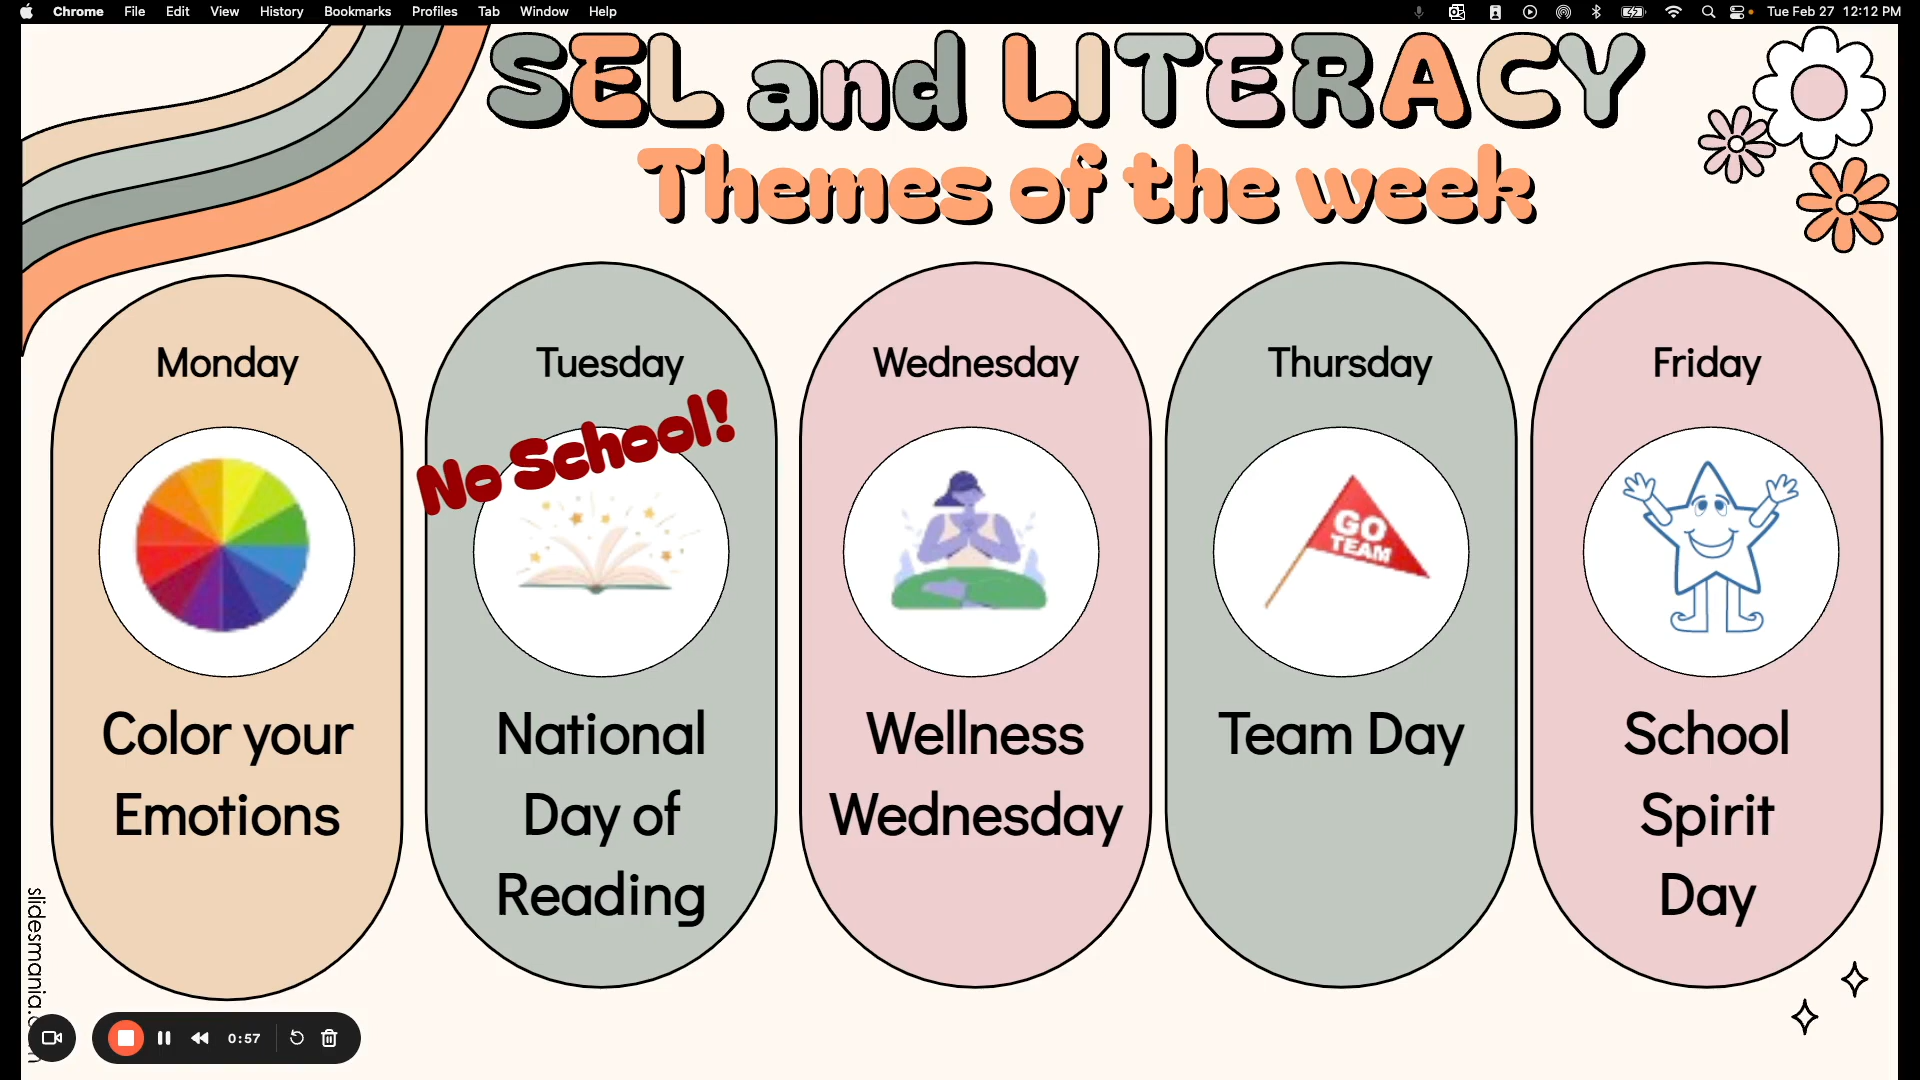 Chrome File Edit View History Bookmarks Profiles Tab Window Help Tue Feb 27 12:12 PM
SEL and LITERACY
Themes of the week
Monday
Color your
Emotions
Tuesday
No School!
National
Day of
Reading
Wednesday
Wellness
Wednesday
Thursday
GO
TEAM
Team Day
Friday
School
Spirit
Day
0:57